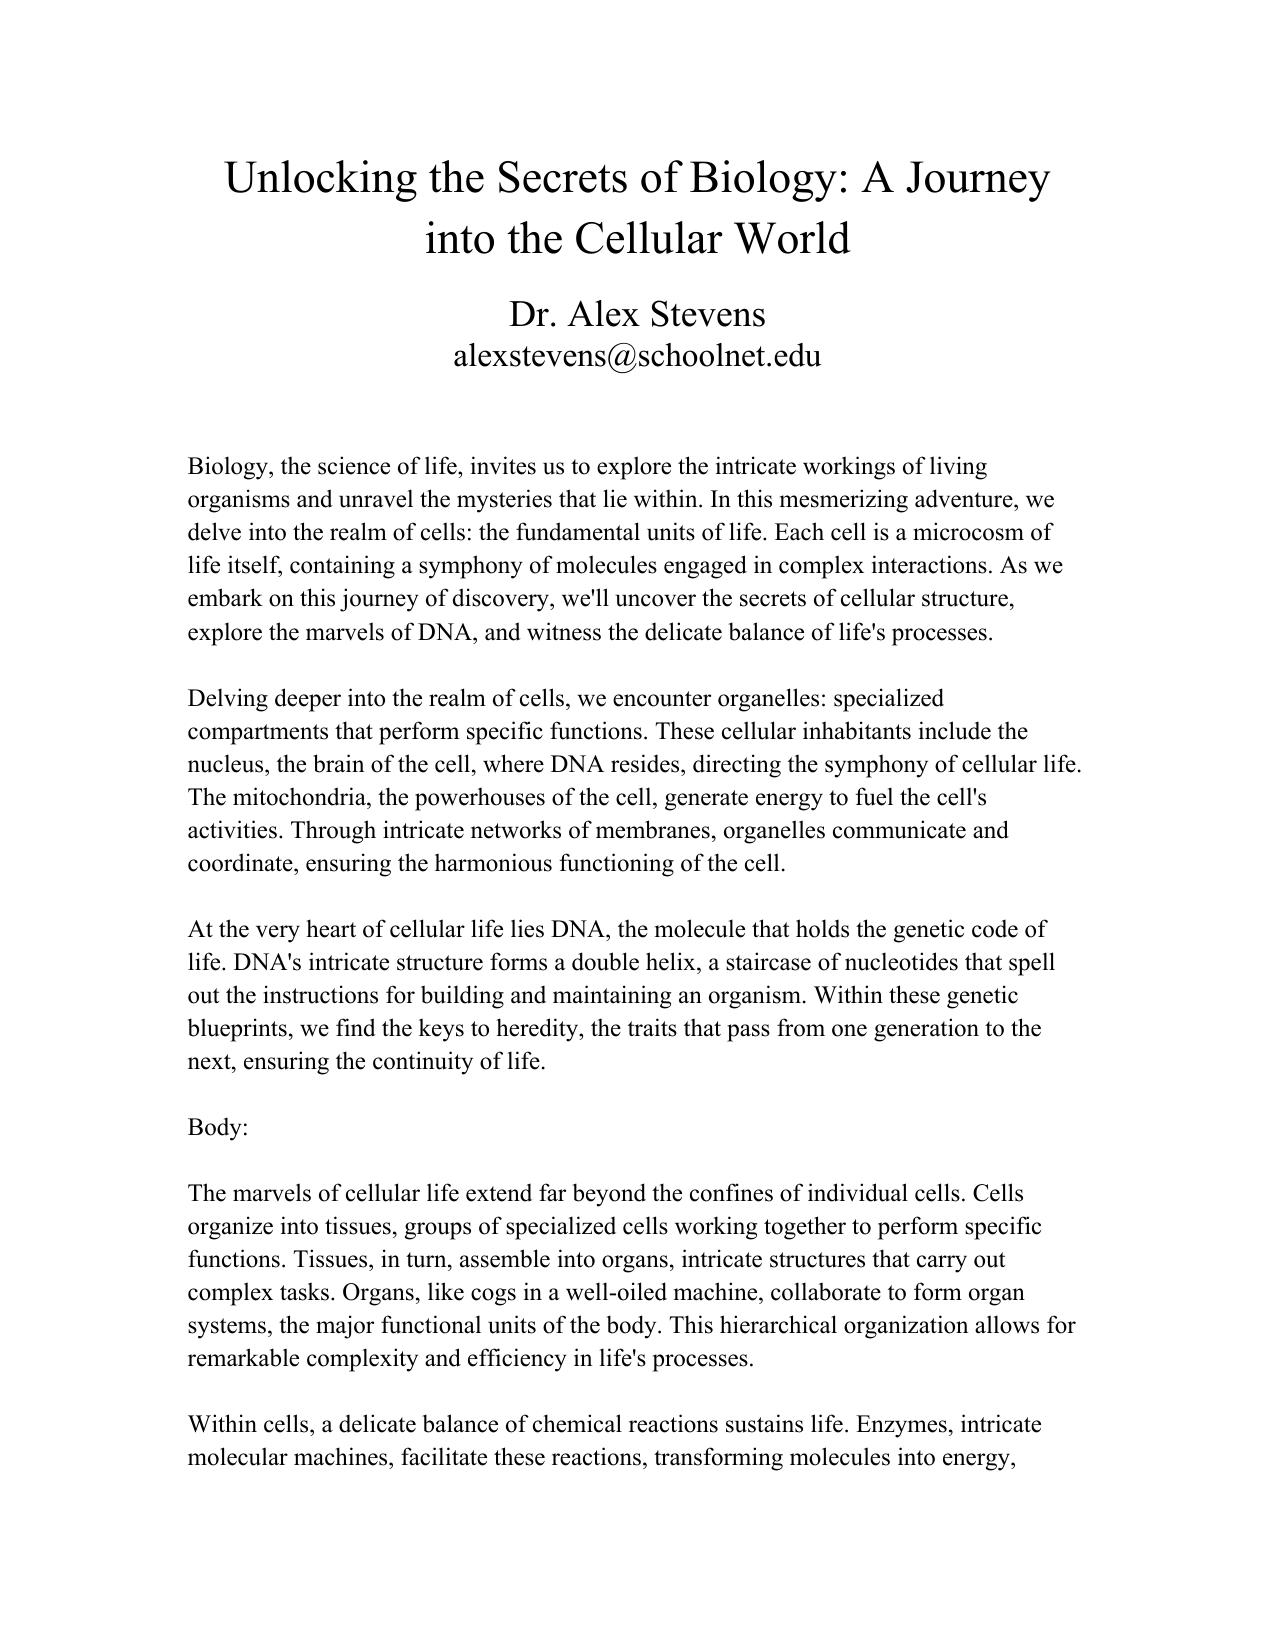 Unlocking the Secrets of Biology: A Journey
into the Cellular World
Dr. Alex Stevens
alexstevens@schoolnet.edu
Biology, the science of life, invites us to explore the intricate workings of living
organisms and unravel the mysteries that lie within. In this mesmerizing adventure, we
delve into the realm of cells: the fundamental units of life. Each cell is a microcosm of
life itself, containing a symphony of molecules engaged in complex interactions. As we
embark on this journey of discovery, we'll uncover the secrets of cellular structure,
explore the marvels of DNA, and witness the delicate balance of life's processes.
Delving deeper into the realm of cells, we encounter organelles: specialized
compartments that perform specific functions. These cellular inhabitants include the
nucleus, the brain of the cell, where DNA resides, directing the symphony of cellular life.
The mitochondria, the powerhouses of the cell, generate energy to fuel the cell's
activities. Through intricate networks of membranes, organelles communicate and
coordinate, ensuring the harmonious functioning of the cell.
At the very heart of cellular life lies DNA, the molecule that holds the genetic code of
life. DNA's intricate structure forms a double helix, a staircase of nucleotides that spell
out the instructions for building and maintaining an organism. Within these genetic
blueprints, we find the keys to heredity, the traits that pass from one generation to the
next, ensuring the continuity of life.
Body:
The marvels of cellular life extend far beyond the confines of individual cells. Cells
organize into tissues, groups of specialized cells working together to perform specific
functions. Tissues, in turn, assemble into organs, intricate structures that carry out
complex tasks. Organs, like cogs in a well-oiled machine, collaborate to form organ
systems, the major functional units of the body. This hierarchical organization allows for
remarkable complexity and efficiency in life's processes.
Within cells, a delicate balance of chemical reactions sustains life. Enzymes, intricate
molecular machines, facilitate these reactions, transforming molecules into energy,